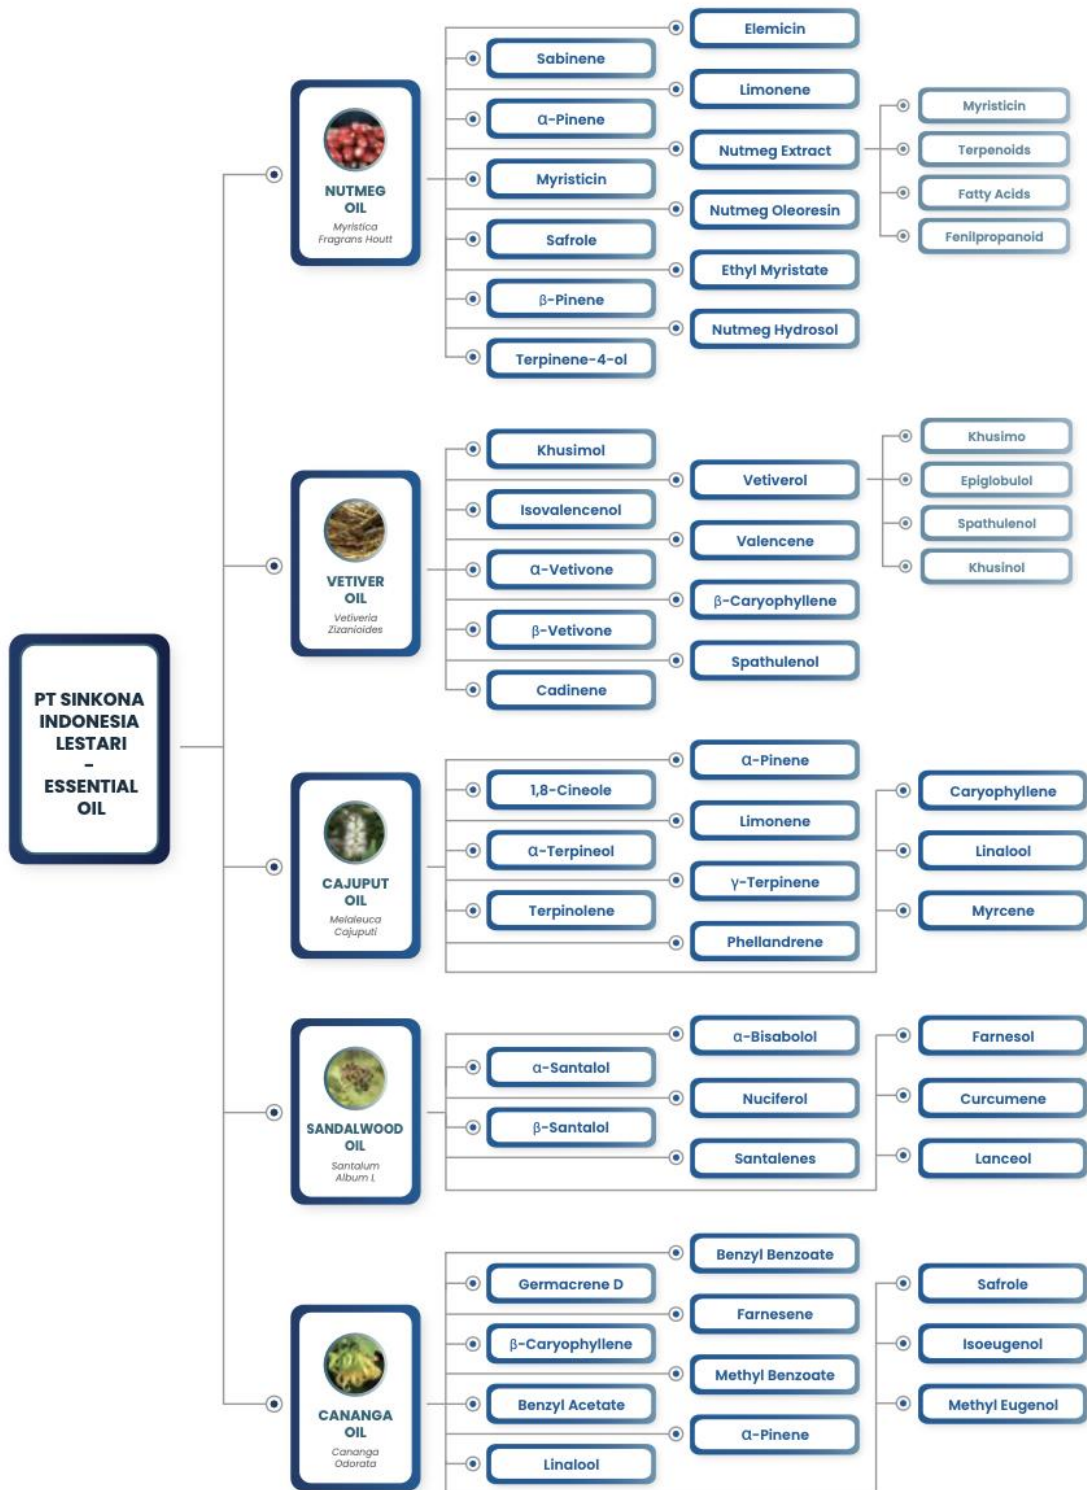 PT SINKONA
INDONESIA
LESTARI
-
ESSENTIAL
OIL
NUTMEG
OIL
Myristica
Fragrans Houtt
Sabinene
α-Pinene
Myristicin
Safrole
β-Pinene
Terpinene-4-ol
Elemicin
Limonene
Nutmeg Extract
Nutmeg Oleoresin
Ethyl Myristate
Nutmeg Hydrosol
Myristicin
Terpenoids
Fatty Acids
Fenilpropanoid
VETIVER
OIL
Vetiveria
Zizanioides
Khusimol
Isovalencenol
α-Vetivone
β-Vetivone
Cadinene
Vetiverol
Valencene
β-Caryophyllene
Spathulenol
Khusimo
Epiglobulol
Spathulenol
Khusinol
CAJUPUT
OIL
Melaleuca
Cajuputi
1,8-Cineole
α-Terpineol
Terpinolene
α-Pinene
Limonene
γ-Terpinene
Phellandrene
Caryophyllene
Linalool
Myrcene
SANDALWOOD
OIL
Santalum
Album L
α-Santalol
β-Santalol
α-Bisabolol
Nuciferol
Santalenes
Farnesol
Curcumene
Lanceol
CANANGA
OIL
Cananga
Odorata
Germacrene D
β-Caryophyllene
Benzyl Acetate
Linalool
Benzyl Benzoate
Farnesene
Methyl Benzoate
α-Pinene
Safrole
Isoeugenol
Methyl Eugenol